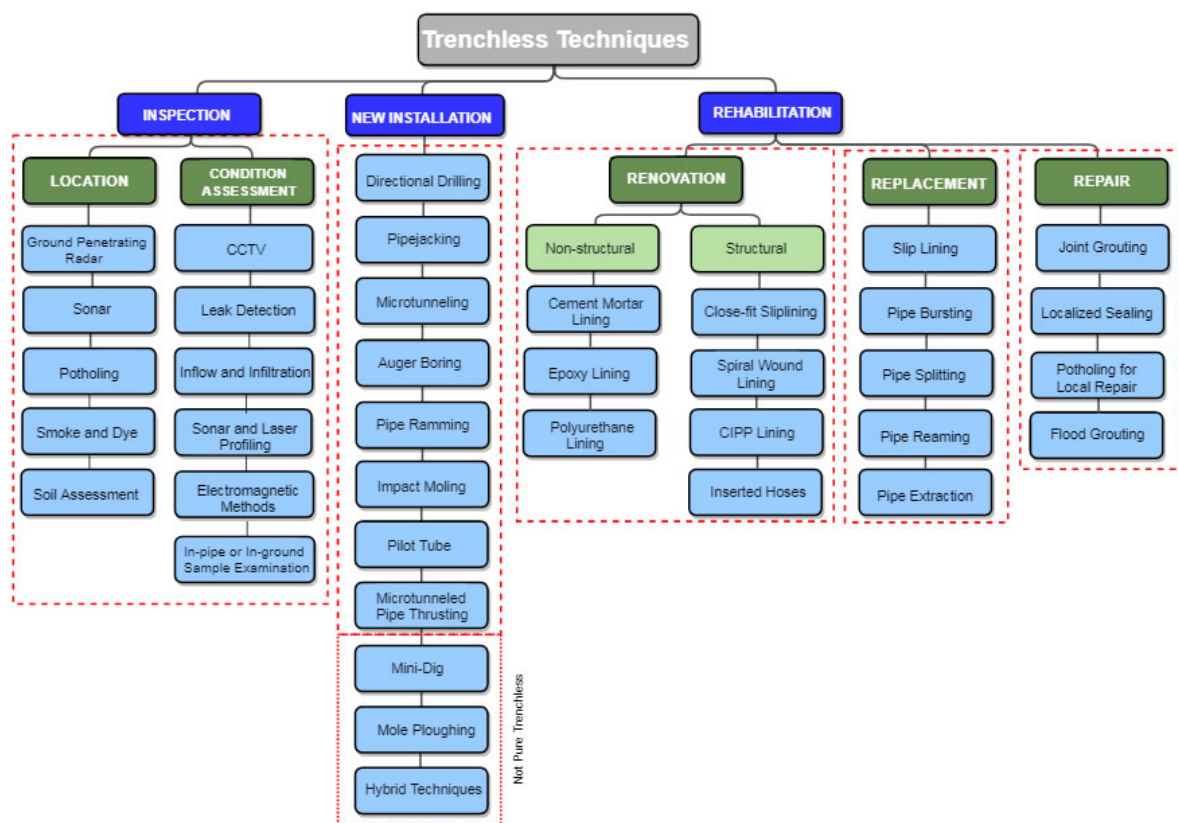 Trenchless Techniques
INSPECTION
NEW INSTALLATION
REHABILITATION
LOCATION
CONDITION
ASSESSMENT
Ground Penetrating
Radar
Sonar
Potholing
Smoke and Dye
Soil Assessment
CCTV
Leak Detection
Inflow and Infiltration
Sonar and Laser
Profiling
Electromagnetic
Methods
In-pipe or In-ground
Sample Examination
Directional Drilling
Pipejacking
Microtunneling
Auger Boring
Pipe Ramming
Impact Moling
Pilot Tube
Microtunneled
Pipe Thrusting
Mini-Dig
Mole Ploughing
Hybrid Techniques
Not Pure Trenchless
RENOVATION
Non-structural
Cement Mortar
Lining
Epoxy Lining
Polyurethane
Lining
Structural
Close-fit Sliplining
Spiral Wound
Lining
CIPP Lining
Inserted Hoses
REPLACEMENT
Slip Lining
Pipe Bursting
Pipe Splitting
Pipe Reaming
Pipe Extraction
REPAIR
Joint Grouting
Localized Sealing
Potholing for
Local Repair
Flood Grouting